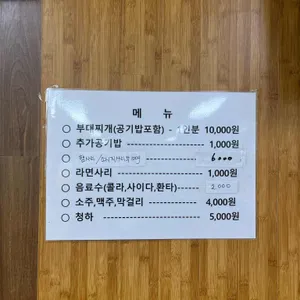 메 뉴
○ 부대찌개(공기밥포함) - 1인분 10,000원
○ 추가공기밥 ---------------- 1,000원
○ 6000
○ 라면사리 ---------------- 1,000원
○ 음료수(콜라,사이다,환타) 2,000
○ 소주,맥주,막걸리 -------- 4,000원
○ 청하 ---------------- 5,000원